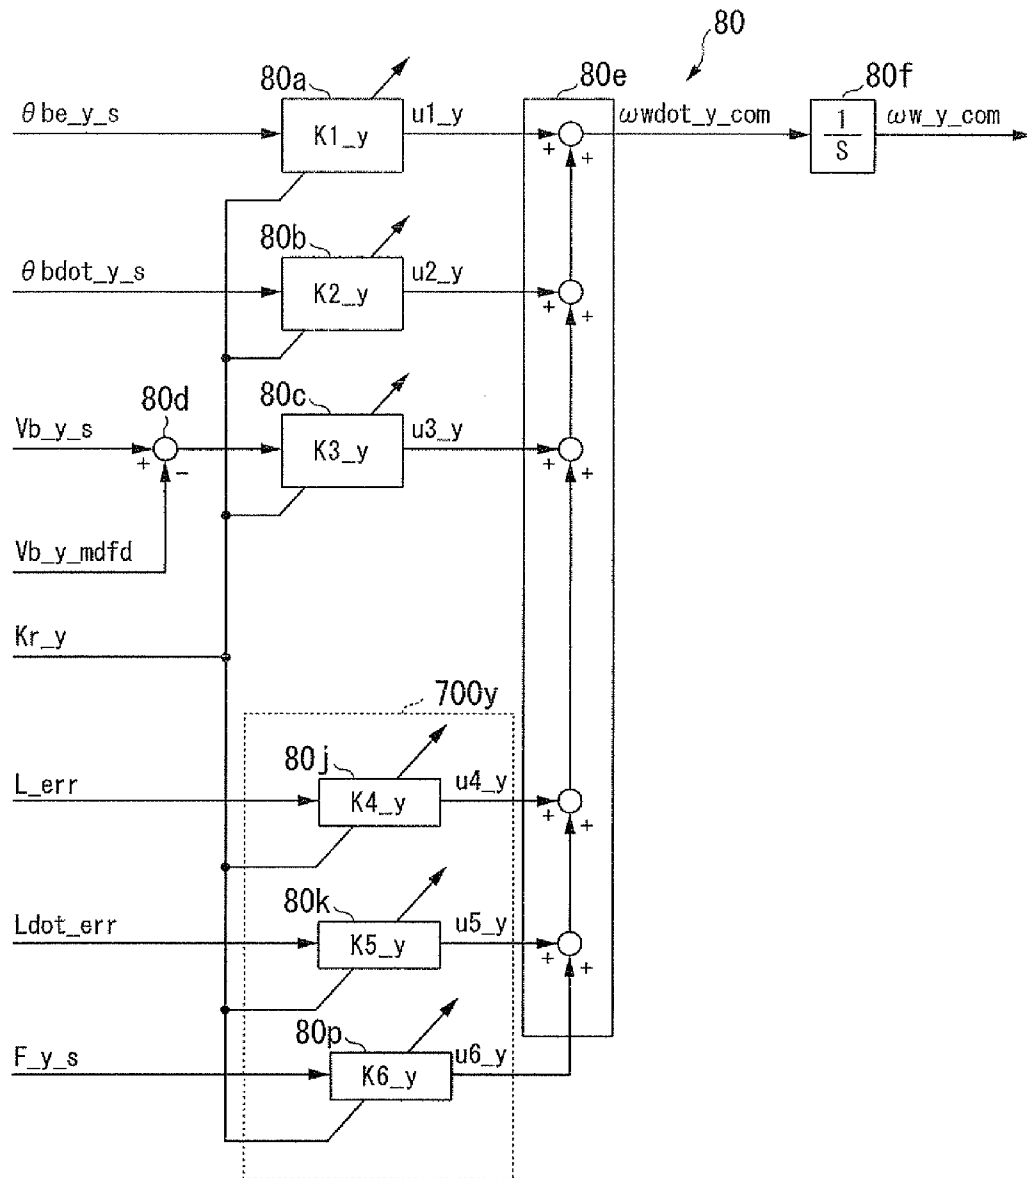 80
80a
80e
80f
θbe_y_s
K1_y
u1_y
+
+
ωwdot_y_com
1
S
ωw_y_com
80b
θbdot_y_s
K2_y
u2_y
+
+
80d
80c
Vb_y_s
+
-
K3_y
u3_y
+
+
Vb_y_mdfd
Kr_y
700y
80j
L_err
K4_y
u4_y
+
+
80k
Ldot_err
K5_y
u5_y
+
+
80p
F_y_s
K6_y
u6_y